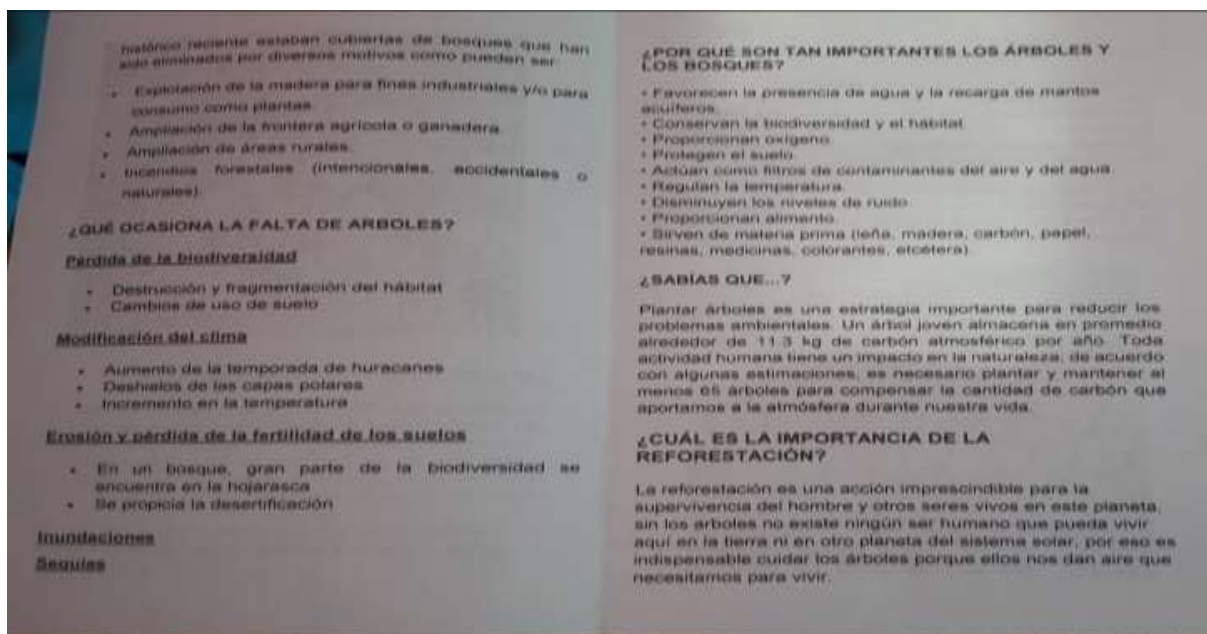 histórico reciente estaban cubiertas de bosques que han
sido eliminados por diversos motivos como pueden ser:
• Explotación de la madera para fines industriales y/o para
consumo como plantas.
• Ampliación de la frontera agrícola o ganadera.
• Ampliación de áreas rurales.
• Incendios forestales (intencionales, accidentales o
naturales).
¿QUÉ OCASIONA LA FALTA DE ARBOLES?
Pérdida de la biodiversidad
• Destrucción y fragmentación del hábitat
• Cambios de uso de suelo
Modificación del clima
• Aumento de la temporada de huracanes
• Deshielos de las capas polares
• Incremento en la temperatura
Erosión y pérdida de la fertilidad de los suelos
• En un bosque, gran parte de la biodiversidad se
encuentra en la hojarasca
• Se propicia la desertificación
Inundaciones
Sequías
¿POR QUÉ SON TAN IMPORTANTES LOS ÁRBOLES Y
LOS BOSQUES?
• Favorecen la presencia de agua y la recarga de mantos
acuíferos.
• Conservan la biodiversidad y el hábitat.
• Proporcionan oxígeno.
• Protegen el suelo.
• Actúan como filtros de contaminantes del aire y del agua.
• Regulan la temperatura.
• Disminuyen los niveles de ruido.
• Proporcionan alimento.
• Sirven de materia prima (leña, madera, carbón, papel,
resinas, medicinas, colorantes, etcétera).
¿SABÍAS QUE...?
Plantar árboles es una estrategia importante para reducir los
problemas ambientales. Un árbol joven almacena en promedio
alrededor de 11.3 kg de carbón atmosférico por año. Toda
actividad humana tiene un impacto en la naturaleza, de acuerdo
con algunas estimaciones, es necesario plantar y mantener al
menos 65 árboles para compensar la cantidad de carbón que
aportamos a la atmósfera durante nuestra vida.
¿CUÁL ES LA IMPORTANCIA DE LA
REFORESTACIÓN?
La reforestación es una acción imprescindible para la
supervivencia del hombre y otros seres vivos en este planeta,
sin los arboles no existe ningún ser humano que pueda vivir
aquí en la tierra ni en otro planeta del sistema solar, por eso es
indispensable cuidar los árboles porque ellos nos dan aire que
necesitamos para vivir.